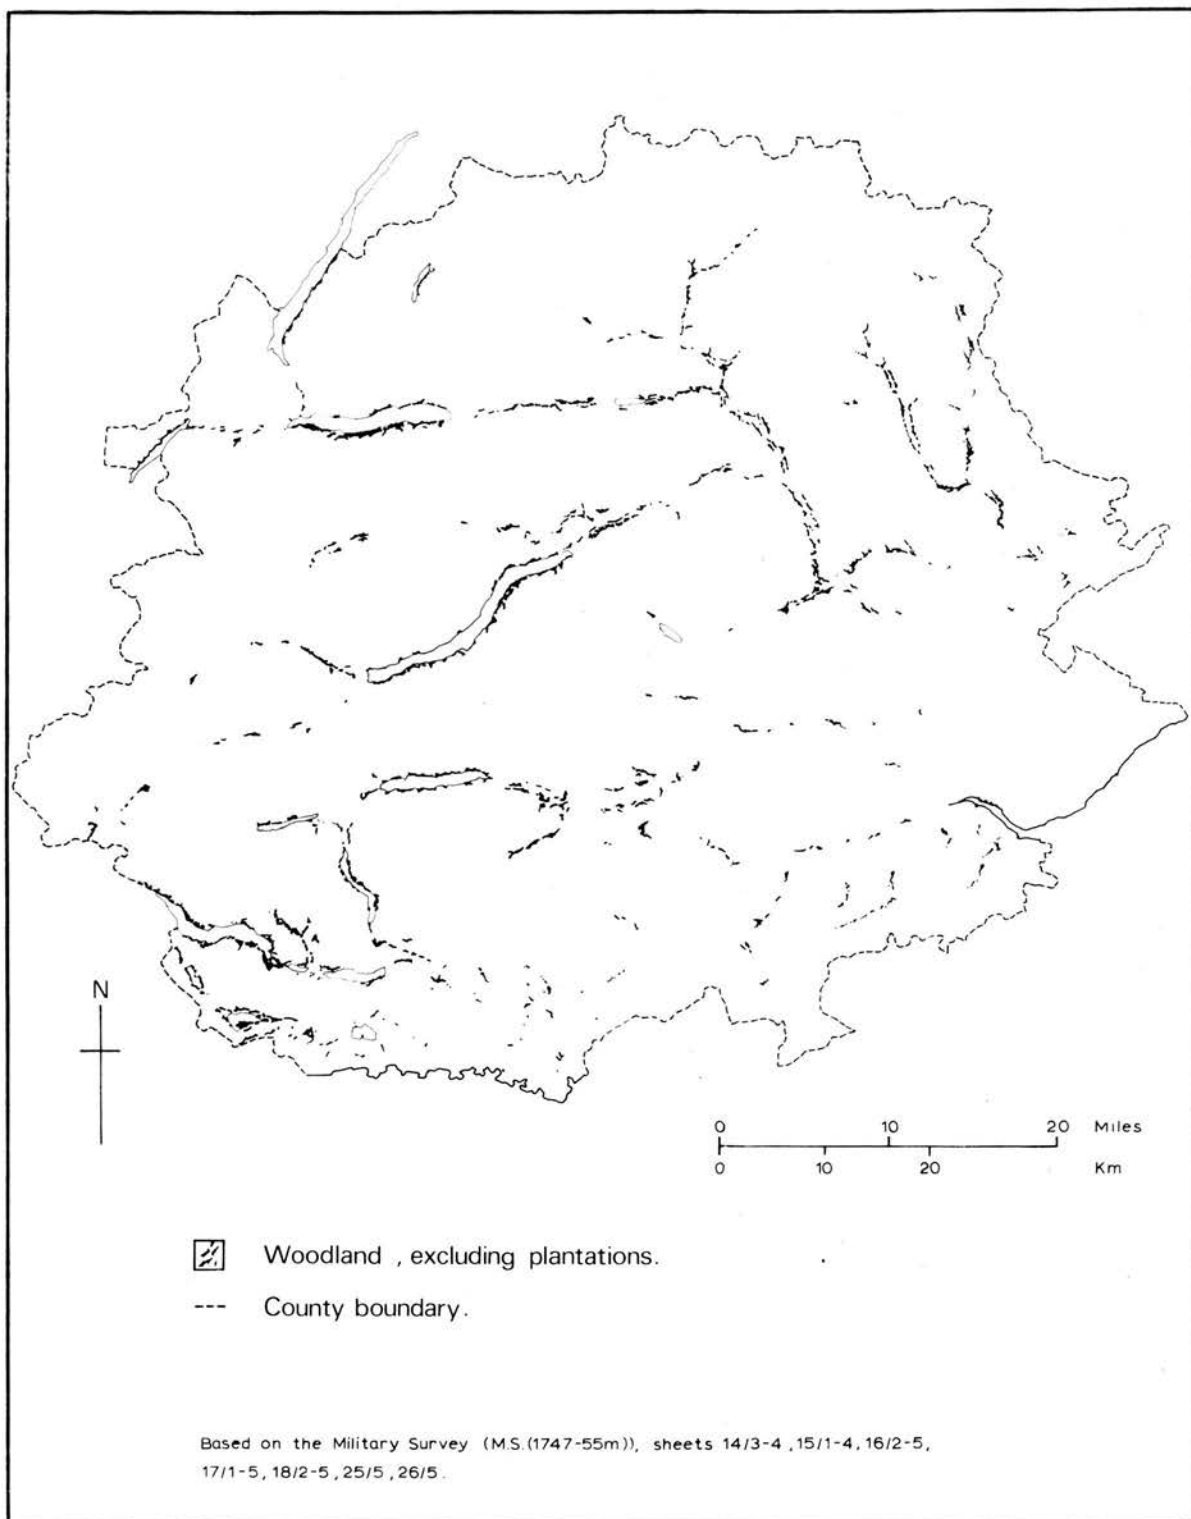 N
0 10 20 Miles
0 10 20 Km
Woodland , excluding plantations.
County boundary.
Based on the Military Survey (M.S.(1747-55m)), sheets 14/3-4 ,15/1-4, 16/2-5,
17/1-5, 18/2-5, 25/5, 26/5.